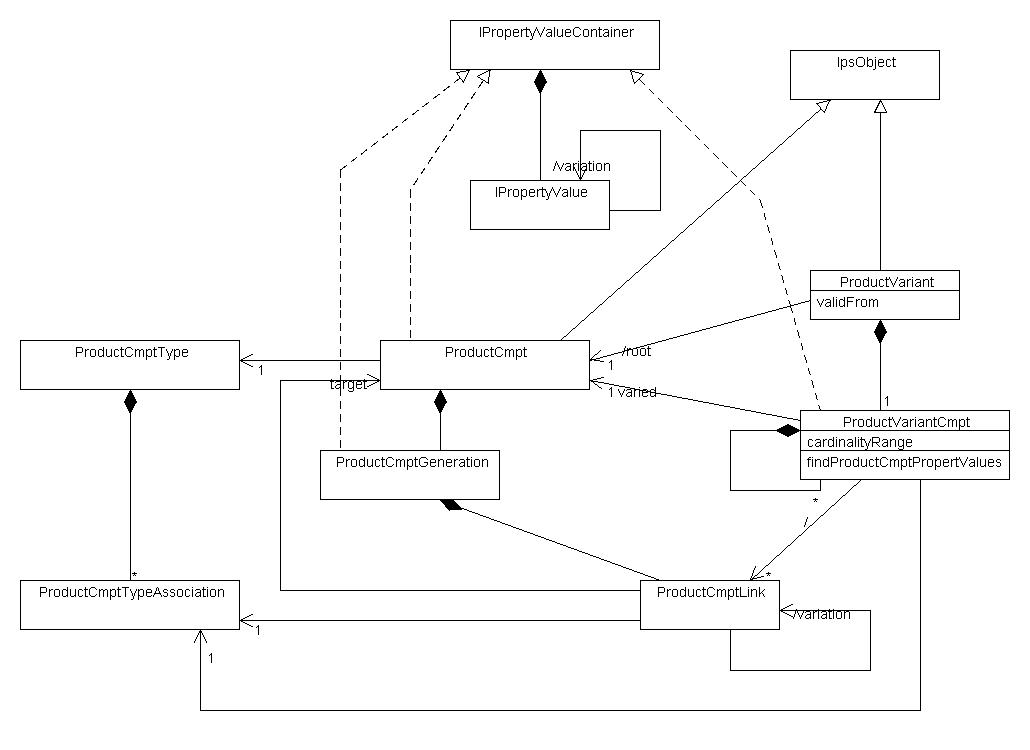 IPropertyValueContainer
IpsObject
/variation
IPropertyValue
ProductVariant
validFrom
ProductCmptType
ProductCmpt
/root
1
1
target
1 varied
1
ProductVariantCmpt
cardinalityRange
findProductCmptPropertValues
ProductCmptGeneration
*
/
*
*
ProductCmptTypeAssociation
ProductCmptLink
/variation
1
1